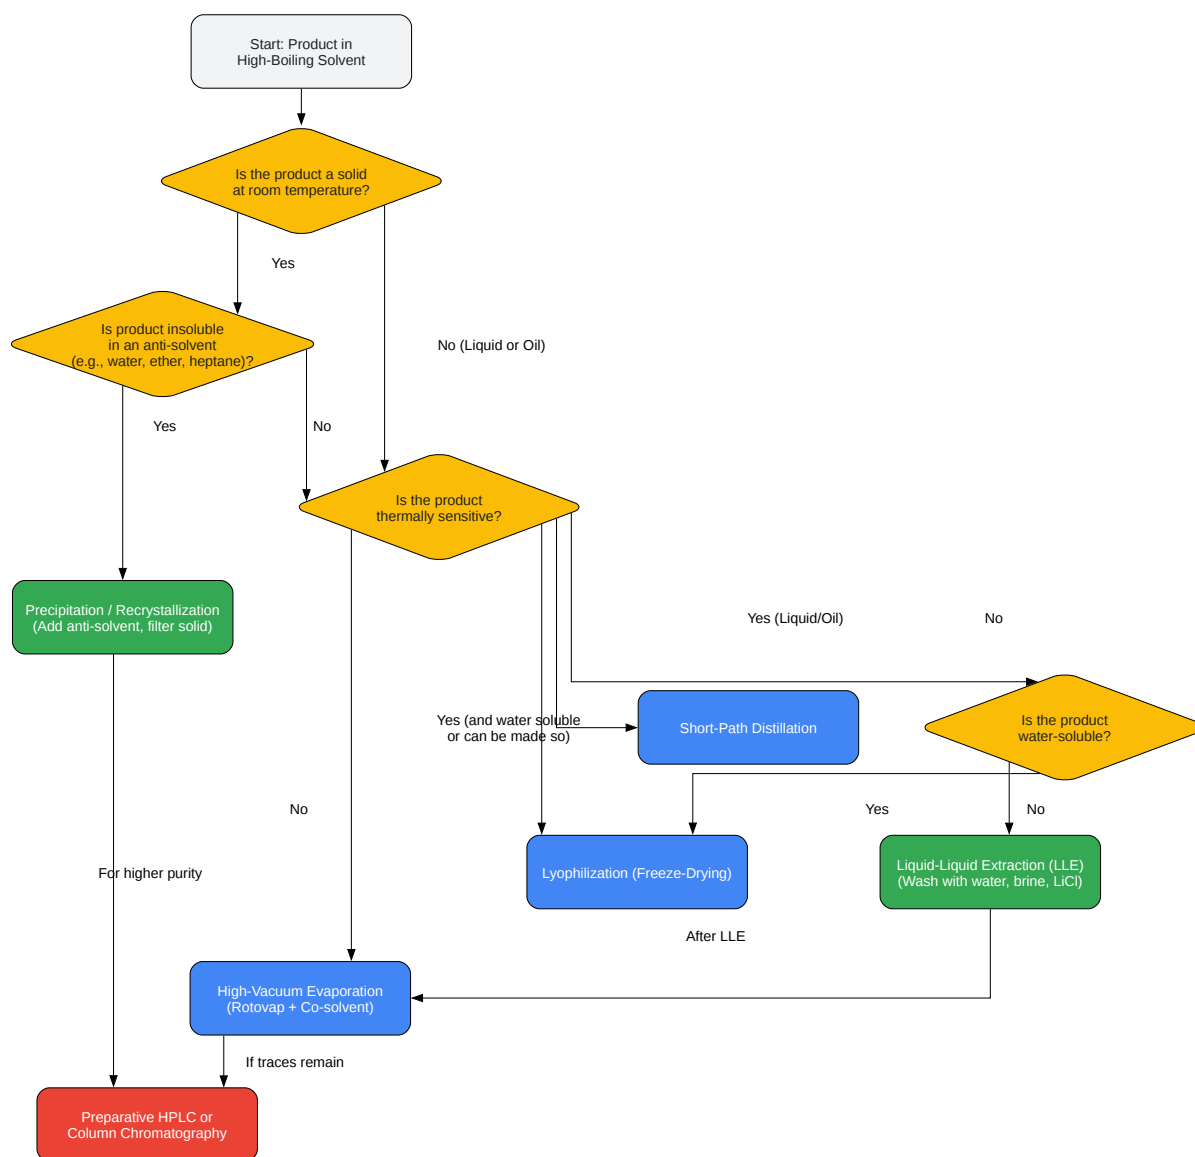 Start: Product in
High-Boiling Solvent
Is the product a solid
at room temperature?
Yes
Is product insoluble
in an anti-solvent
(e.g., water, ether, heptane)?
No (Liquid or Oil)
Yes
No
Is the product
thermally sensitive?
Precipitation / Recrystallization
(Add anti-solvent, filter solid)
Yes (Liquid/Oil)
No
Yes (and water soluble
or can be made so)
Short-Path Distillation
Is the product
water-soluble?
No
Yes
No
For higher purity
Lyophilization (Freeze-Drying)
Liquid-Liquid Extraction (LLE)
(Wash with water, brine, LiCl)
After LLE
High-Vacuum Evaporation
(Rotovap + Co-solvent)
If traces remain
Preparative HPLC or
Column Chromatography